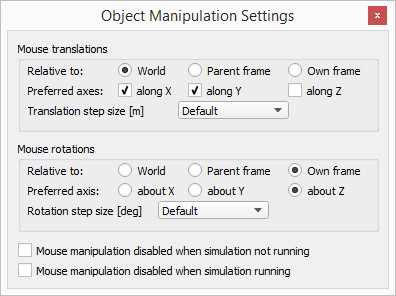 Object Manipulation Settings x
Mouse translations
Relative to: World Parent frame Own frame
Preferred axes: along X along Y along Z
Translation step size [m] Default
Mouse rotations
Relative to: World Parent frame Own frame
Preferred axis: about X about Y about Z
Rotation step size [deg] Default
Mouse manipulation disabled when simulation not running
Mouse manipulation disabled when simulation running